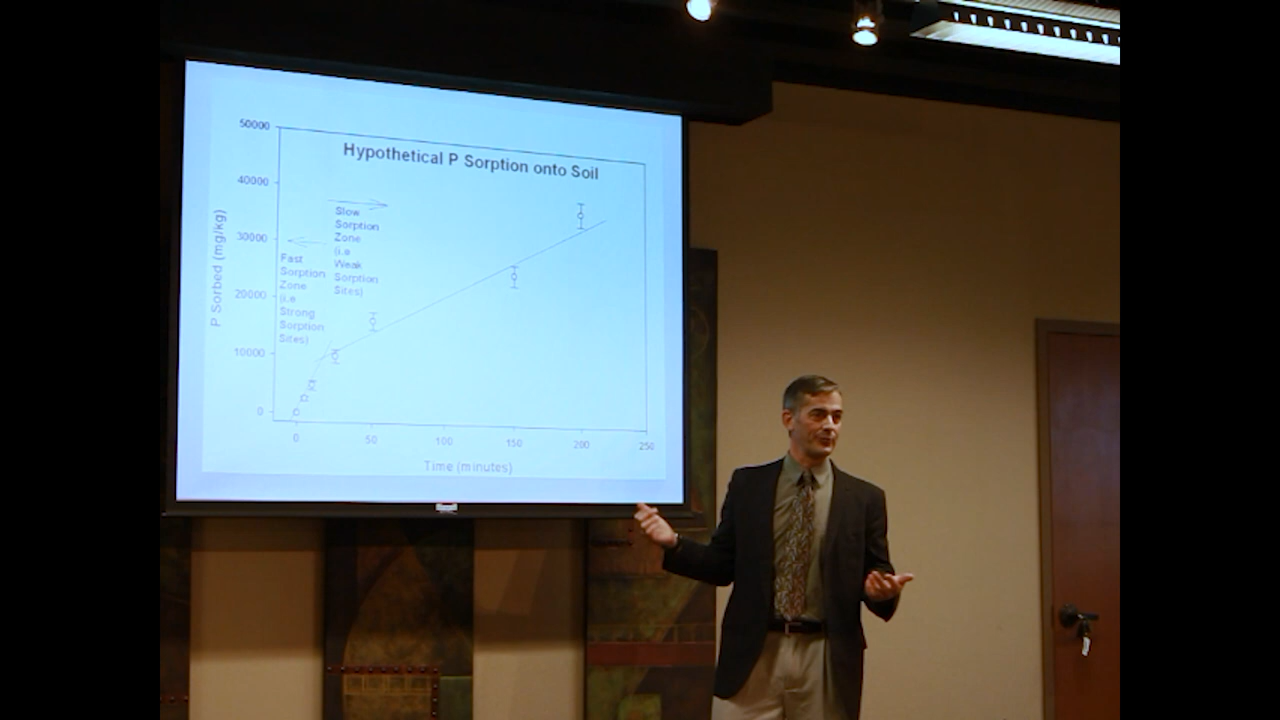 Hypothetical P Sorption onto Soil
50000
40000
30000
20000
10000
0
P Sorbed (mg/kg)
Slow
Sorption
Zone
(i.e
Weak
Sorption
Sites)
Fast
Sorption
Zone
(i.e
Strong
Sorption
Sites)
0 50 100 150 200 250
Time (minutes)